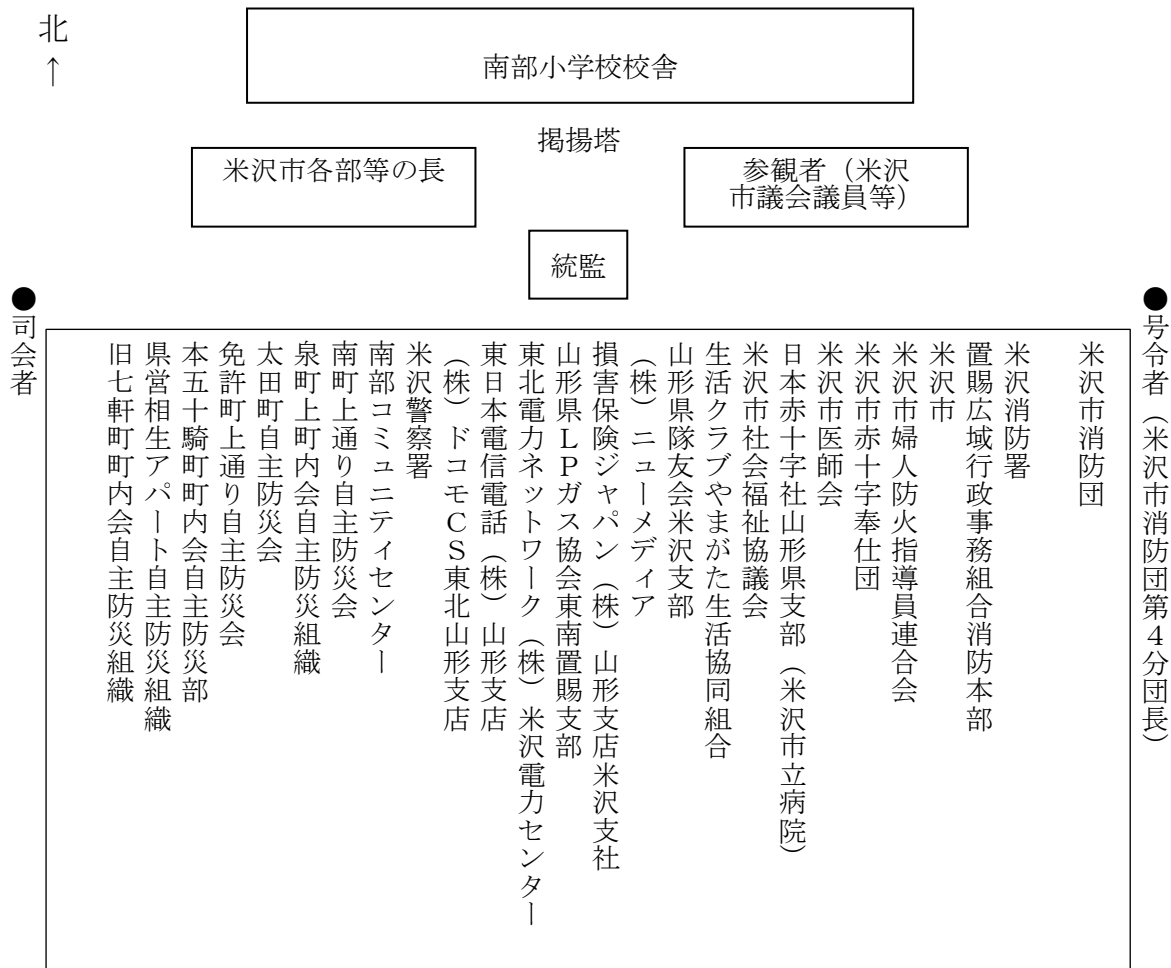 北
↑
南部小学校校舎
掲揚塔
米沢市各部等の長
参観者（米沢
市議会議員等）
統監
●号令者（米沢市消防団第４分団長）
米沢市消防団
米沢消防署
置賜広域行政事務組合消防本部
米沢市
米沢市婦人防火指導員連合会
米沢市赤十字奉仕団
米沢市医師会
日本赤十字社山形県支部（米沢市立病院）
米沢市社会福祉協議会
生活クラブやまがた生活協同組合
山形県隊友会米沢支部
（株）ニューメディア
損害保険ジャパン（株）山形支店米沢支社
山形県ＬＰガス協会東南置賜支部
東北電力ネットワーク（株）米沢電力センター
東日本電信電話（株）山形支店
（株）ドコモＣＳ東北山形支店
米沢警察署
南部コミュニティセンター
南町上通り自主防災会
泉町上町内会自主防災組織
太田町自主防災会
免許町上通り自主防災会
本五十騎町町内会自主防災部
県営相生アパート自主防災組織
旧七軒町町内会自主防災組織
●司会者